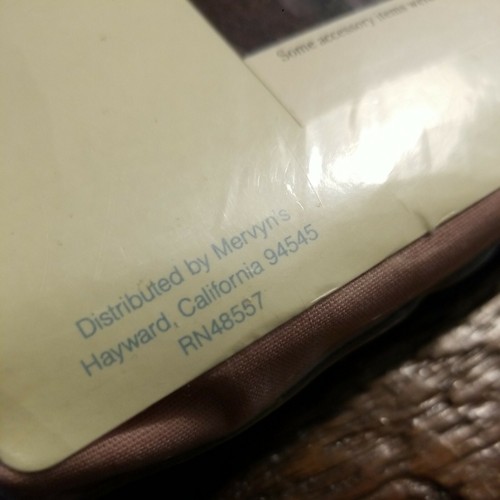 Some accessory items
Distributed by Mervyn's
Hayward, California 94545
RN48557